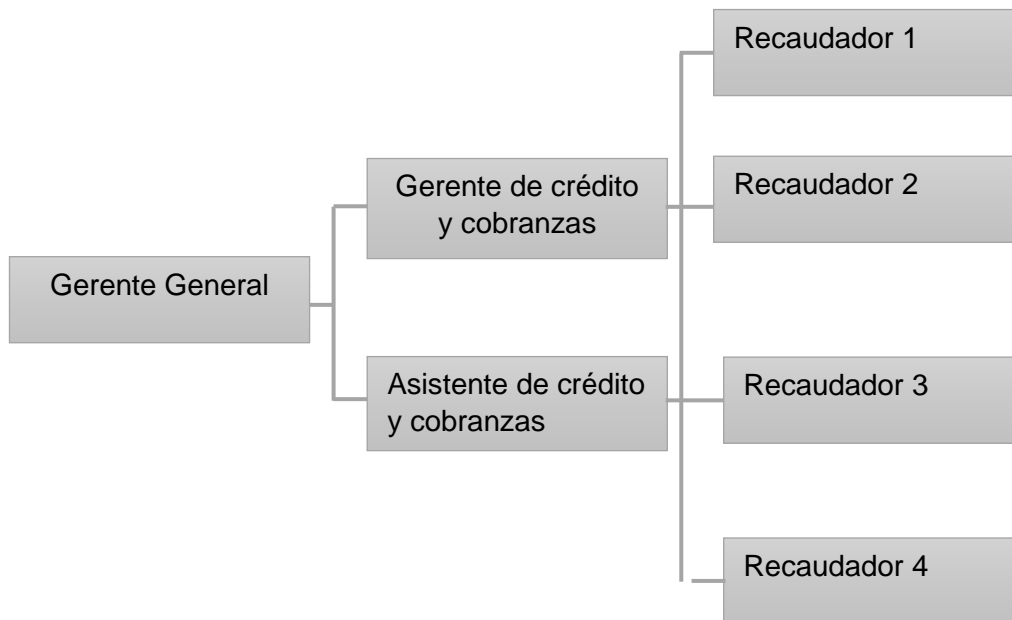 Gerente General
Gerente de crédito
y cobranzas
Asistente de crédito
y cobranzas
Recaudador 1
Recaudador 2
Recaudador 3
Recaudador 4